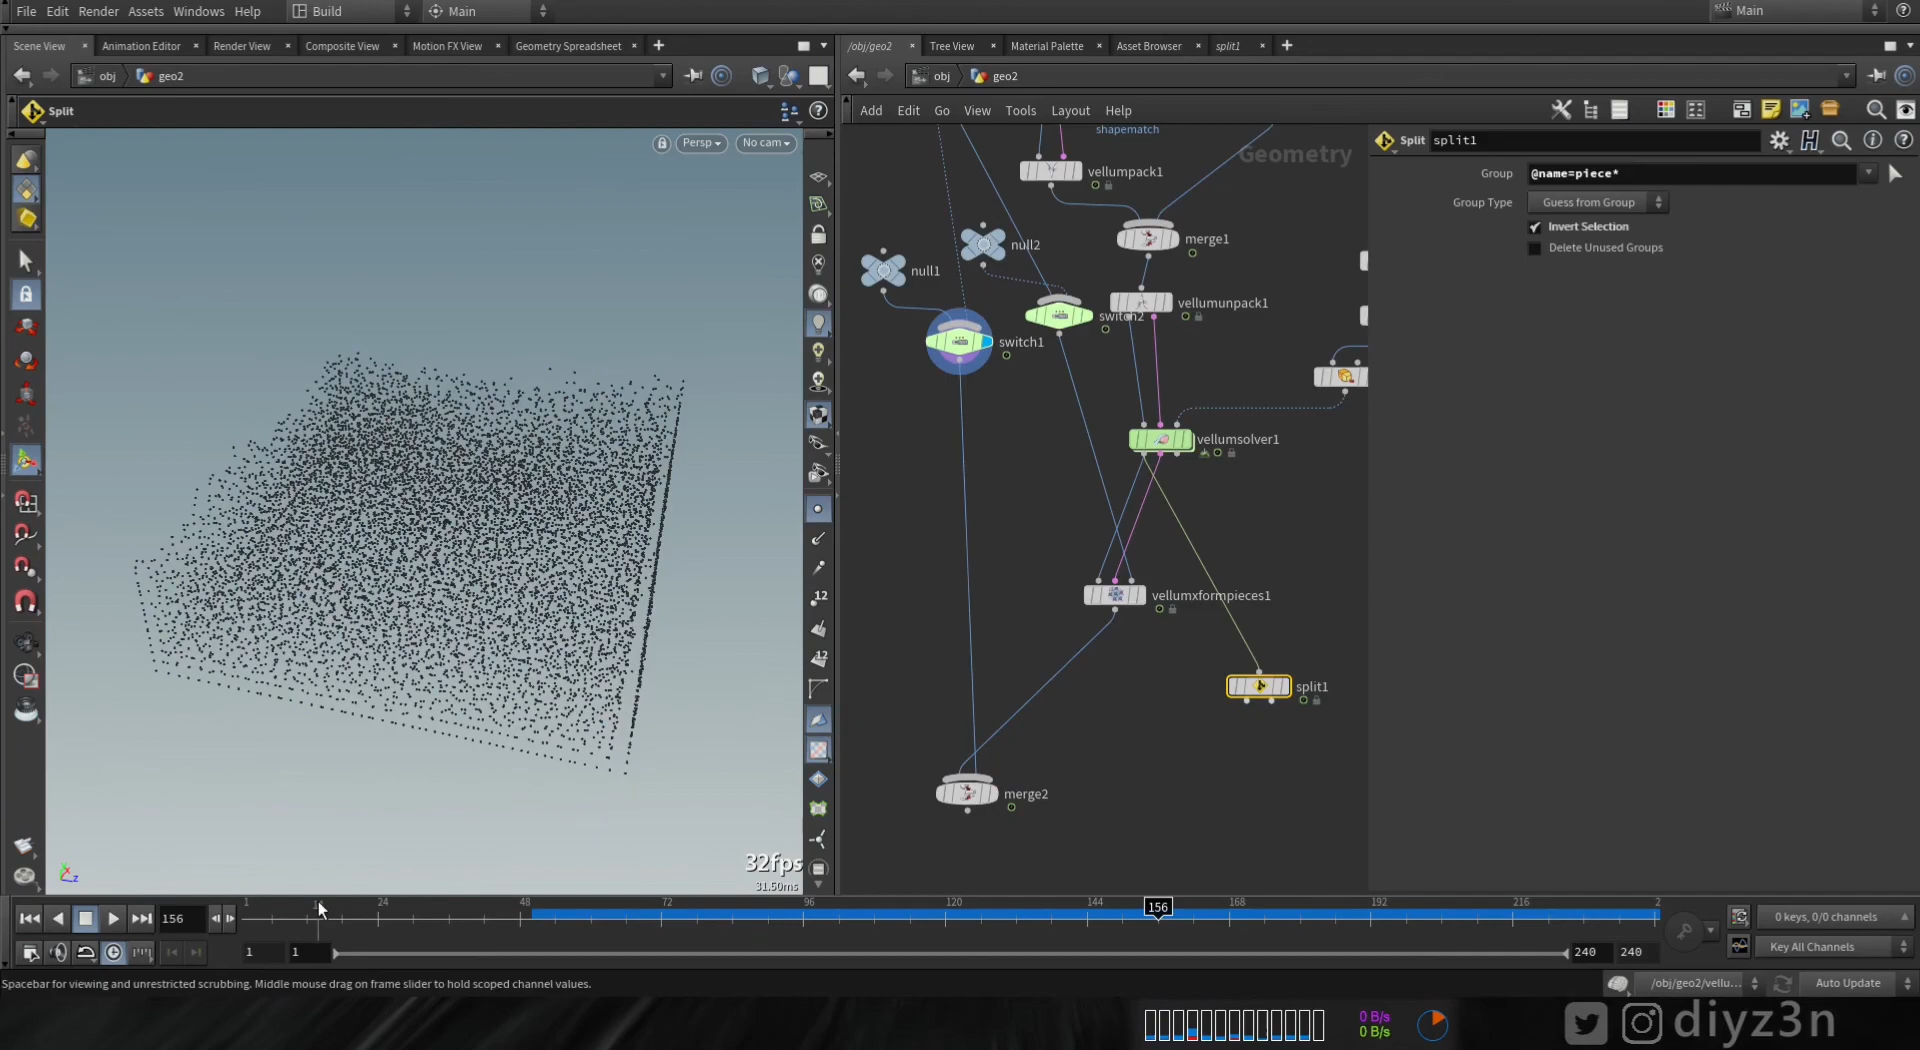 File Edit Render Assets Windows Help Build Main Main
Scene View Animation Editor Render View Composite View Motion FX View Geometry Spreadsheet
/obj/geo2 Tree View Material Palette Asset Browser split1
obj geo2
obj geo2
Split
Add Edit Go View Tools Layout Help
Persp No cam
Geometry
Split split1
Group @name=piece*
Group Type Guess from Group
Invert Selection
Delete Unused Groups
shapematch
vellumpack1
merge1
null2
null1
vellumunpack1
switch2
switch1
vellumsolver1
vellumxformpieces1
split1
merge2
12
12
32fps
31.50ms
z
1 24 48 72 96 120 144 168 192 216 2
156
156
0 keys, 0/0 channels
1 1 240 240
Key All Channels
Spacebar for viewing and unrestricted scrubbing. Middle mouse drag on frame slider to hold scoped channel values.
/obj/geo2/vellu... Auto Update
0 B/s
0 B/s
diyz3n